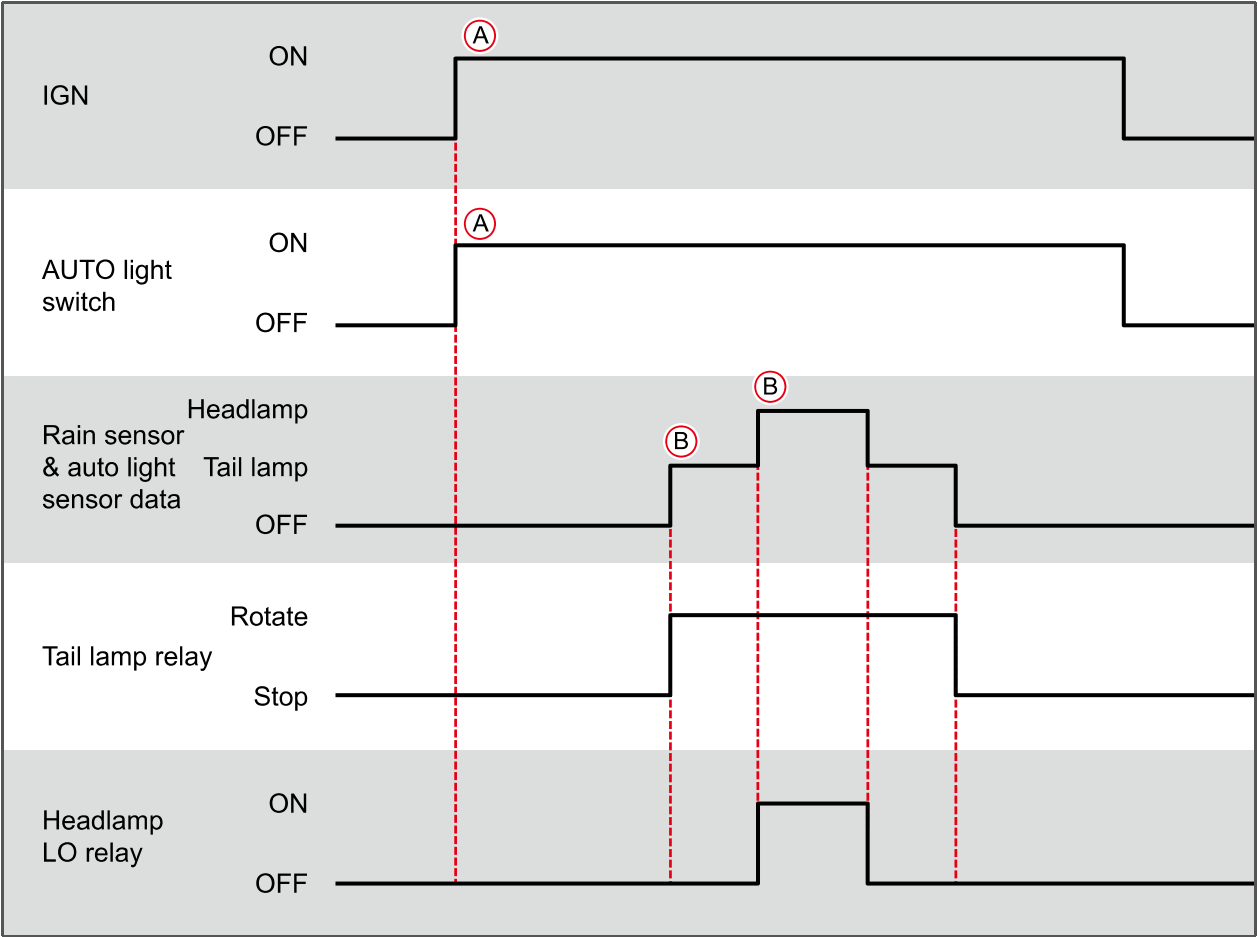 A
ON
IGN
OFF
A
ON
AUTO light
switch
OFF
B
Headlamp
Rain sensor
B
& auto light
Tail lamp
sensor data
OFF
Rotate
Tail lamp relay
Stop
ON
Headlamp
LO relay
OFF